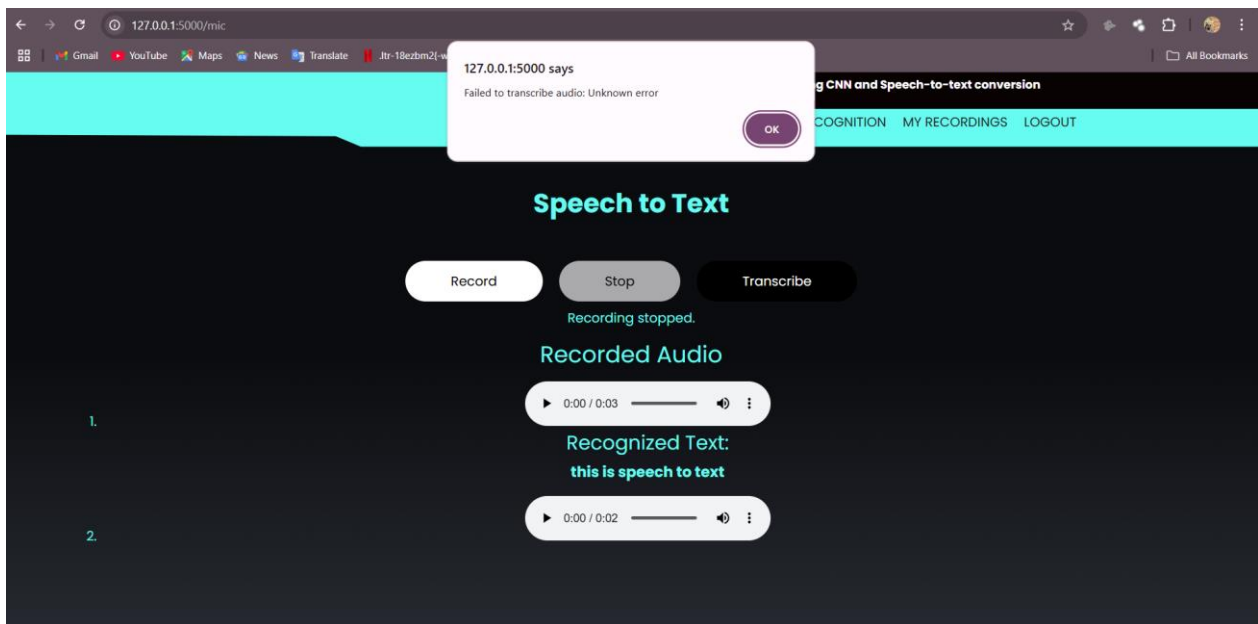 127.0.0.1:5000/mic
Gmail YouTube Maps News Translate .ltr-18ezbm2{-w All Bookmarks
127.0.0.1:5000 says
Failed to transcribe audio: Unknown error
OK
g CNN and Speech-to-text conversion
COGNITION MY RECORDINGS LOGOUT
Speech to Text
Record Stop Transcribe
Recording stopped.
Recorded Audio
1. 0:00 / 0:03
Recognized Text:
this is speech to text
2. 0:00 / 0:02